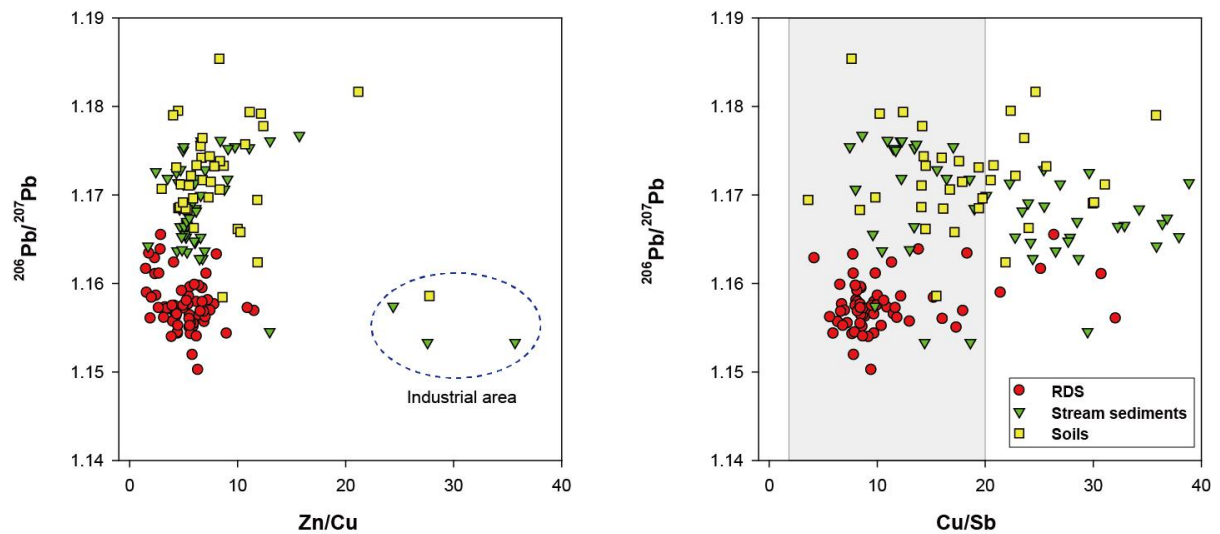 1.19
1.18
1.17
1.16
1.15
1.14
206Pb/207Pb
0
10
20
30
40
Zn/Cu
Industrial area
1.19
1.18
1.17
1.16
1.15
1.14
206Pb/207Pb
0
10
20
30
40
Cu/Sb
RDS
Stream sediments
Soils